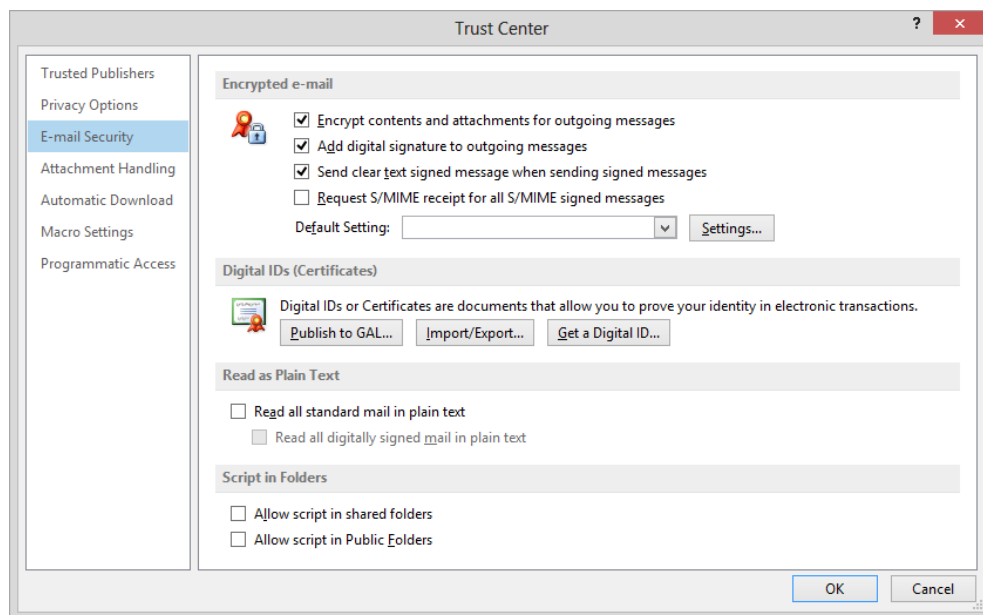 Trust Center
?
Trusted Publishers
Privacy Options
E-mail Security
Attachment Handling
Automatic Download
Macro Settings
Programmatic Access
Encrypted e-mail
Encrypt contents and attachments for outgoing messages
Add digital signature to outgoing messages
Send clear text signed message when sending signed messages
Request S/MIME receipt for all S/MIME signed messages
Default Setting: Settings...
Digital IDs (Certificates)
Digital IDs or Certificates are documents that allow you to prove your identity in electronic transactions.
Publish to GAL... Import/Export... Get a Digital ID...
Read as Plain Text
Read all standard mail in plain text
Read all digitally signed mail in plain text
Script in Folders
Allow script in shared folders
Allow script in Public Folders
OK Cancel